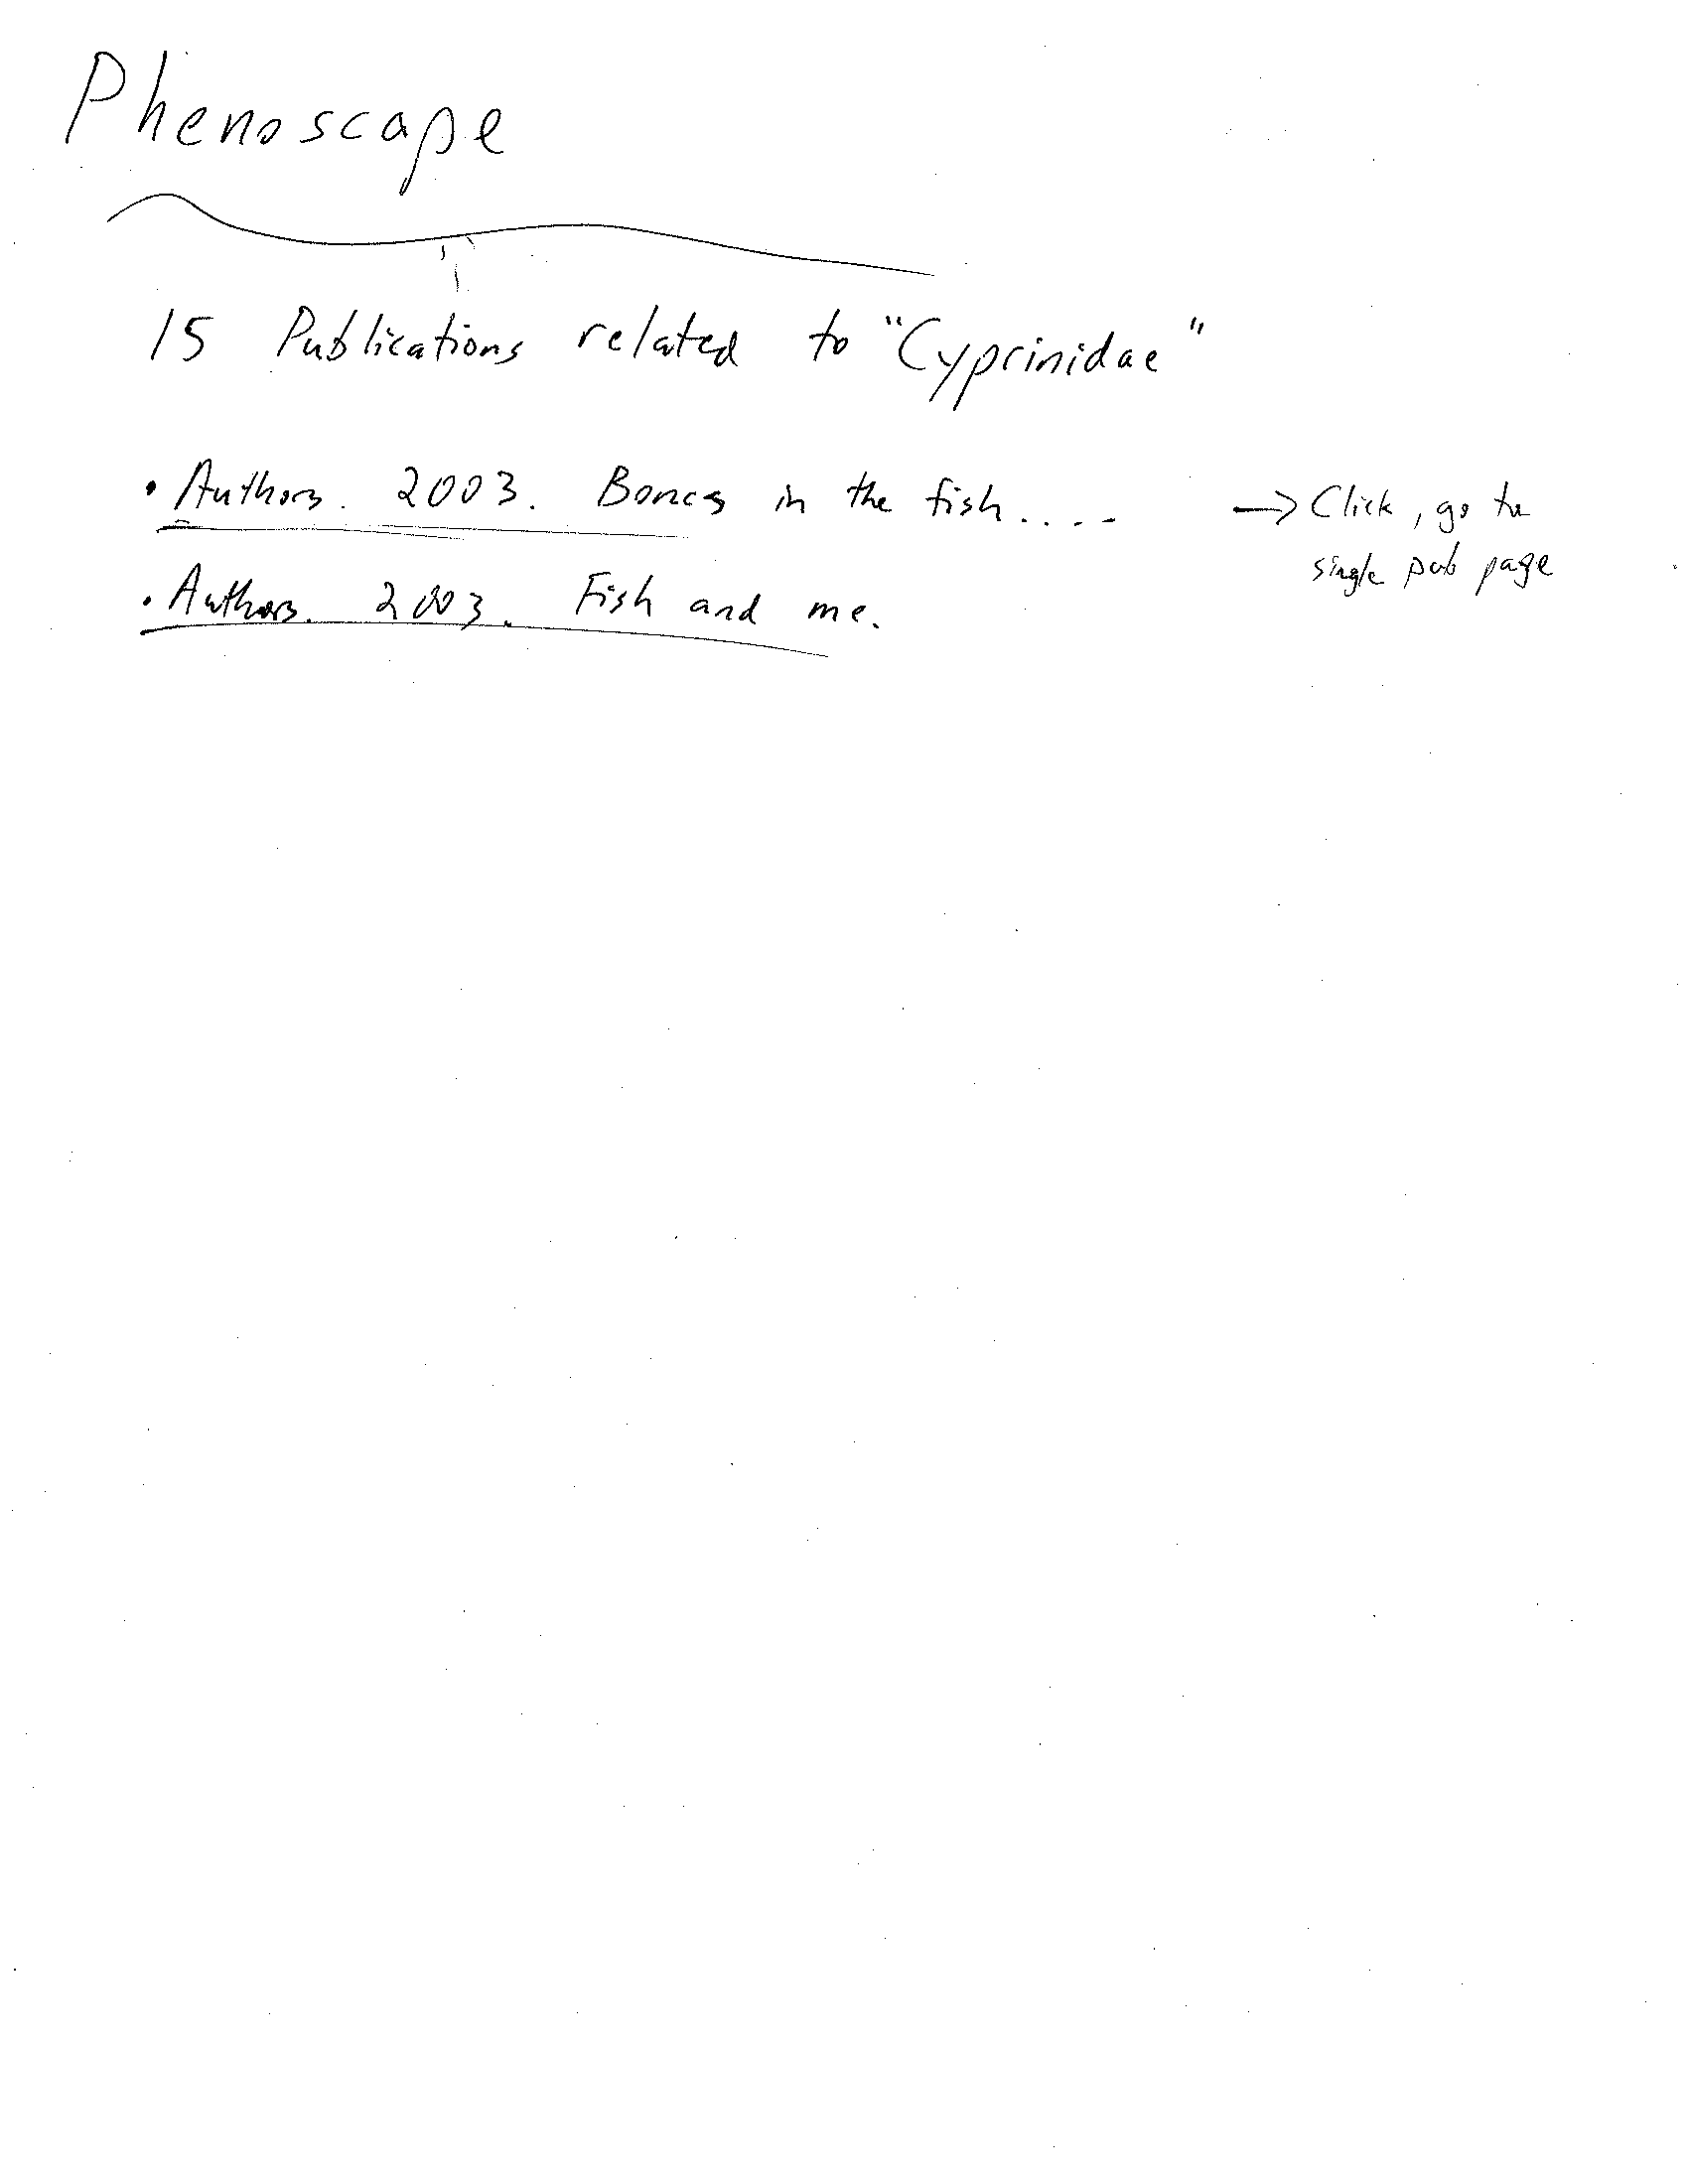 Phenoscape
15 Publications related to "Cyprinidae"
• Authors. 2003. Bones in the fish....
→ Click, go to
single pub page
• Authors. 2003. Fish and me.